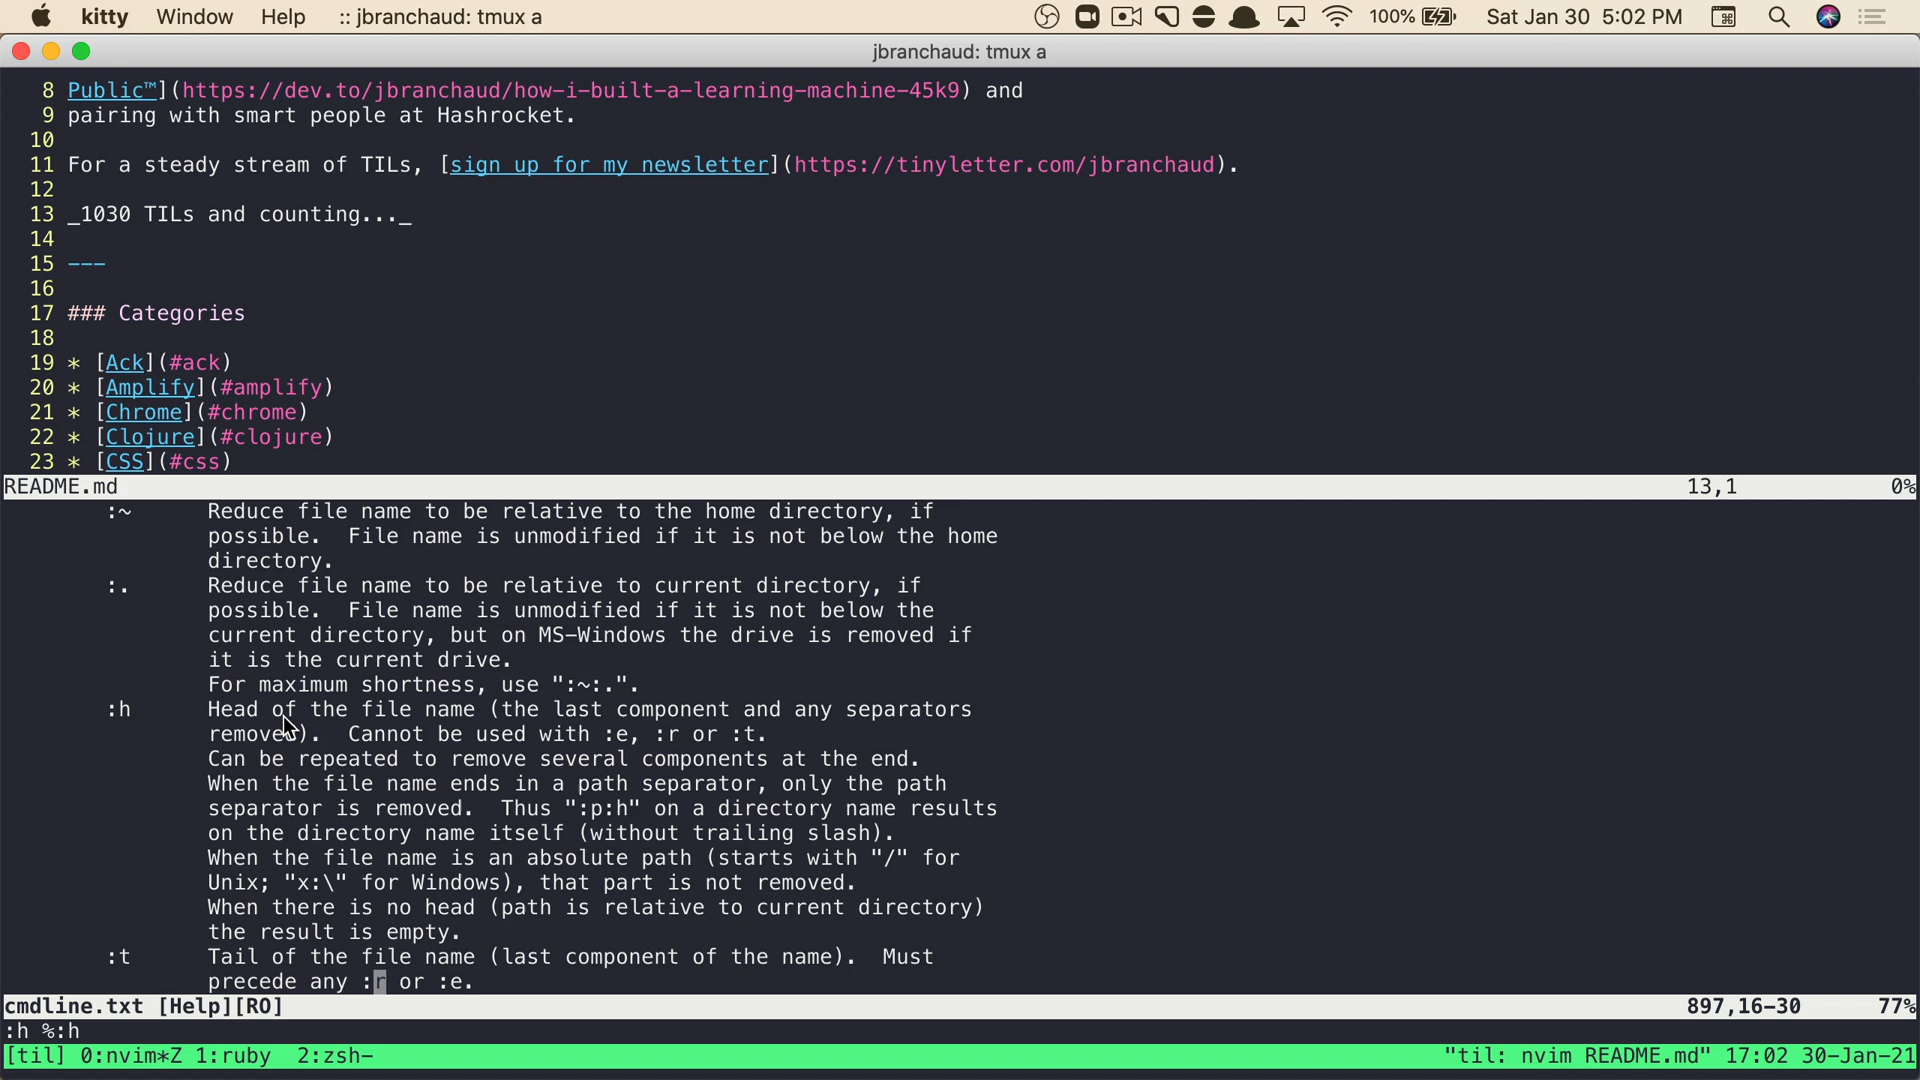 kitty Window Help :: jbranchaud: tmux a 100% Sat Jan 30 5:02 PM
jbranchaud: tmux a
8 Public™](https://dev.to/jbranchaud/how-i-built-a-learning-machine-45k9) and
9 pairing with smart people at Hashrocket.
10
11 For a steady stream of TILs, [sign up for my newsletter](https://tinyletter.com/jbranchaud).
12
13 _1030 TILs and counting..._
14
15 ---
16
17 ### Categories
18
19 * [Ack](#ack)
20 * [Amplify](#amplify)
21 * [Chrome](#chrome)
22 * [Clojure](#clojure)
23 * [CSS](#css)
README.md 13,1 0%
:~ Reduce file name to be relative to the home directory, if
possible. File name is unmodified if it is not below the home
directory.
:. Reduce file name to be relative to current directory, if
possible. File name is unmodified if it is not below the
current directory, but on MS-Windows the drive is removed if
it is the current drive.
For maximum shortness, use ":~:.".
:h Head of the file name (the last component and any separators
removed). Cannot be used with :e, :r or :t.
Can be repeated to remove several components at the end.
When the file name ends in a path separator, only the path
separator is removed. Thus ":p:h" on a directory name results
on the directory name itself (without trailing slash).
When the file name is an absolute path (starts with "/" for
Unix; "x:\" for Windows), that part is not removed.
When there is no head (path is relative to current directory)
the result is empty.
:t Tail of the file name (last component of the name). Must
precede any :r or :e.
cmdline.txt [Help][RO] 897,16-30 77%
:h %:h
[til] 0:nvim*Z 1:ruby 2:zsh- "til: nvim README.md" 17:02 30-Jan-21